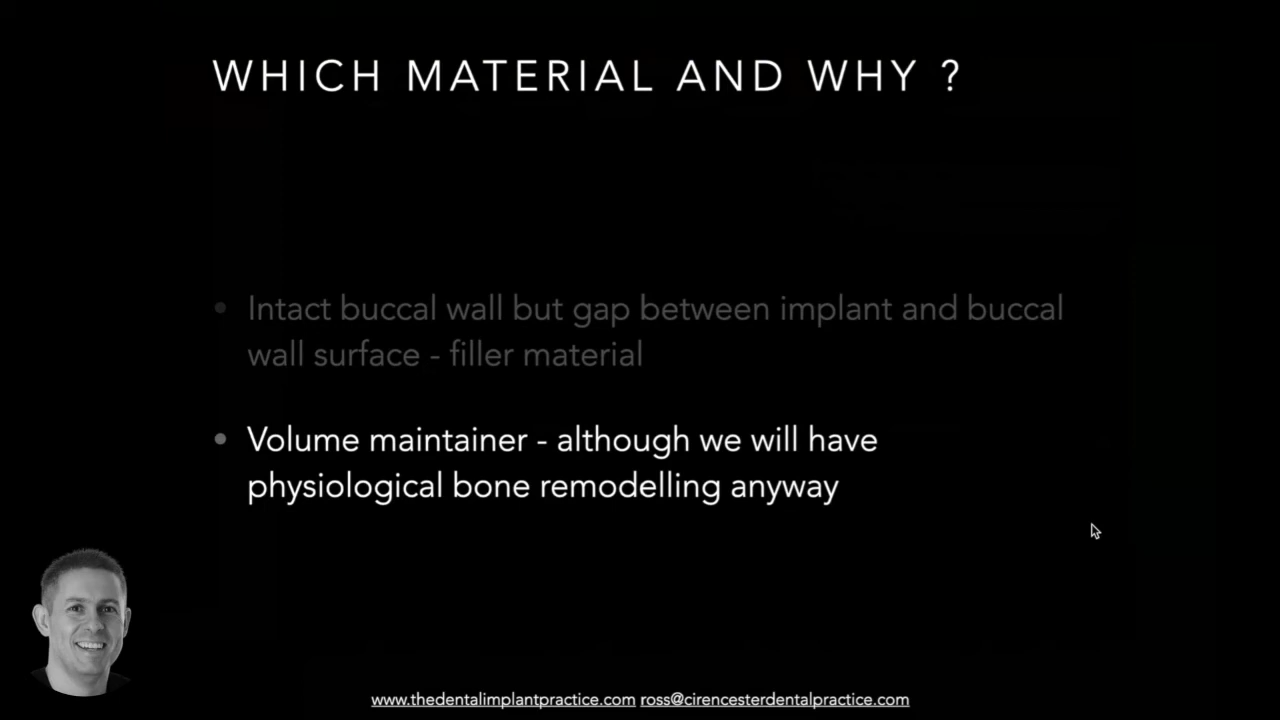 WHICH MATERIAL AND WHY ?
• Intact buccal wall but gap between implant and buccal
wall surface - filler material
• Volume maintainer - although we will have
physiological bone remodelling anyway
www.thedentalimplantpractice.com ross@cirencesterdentalpractice.com